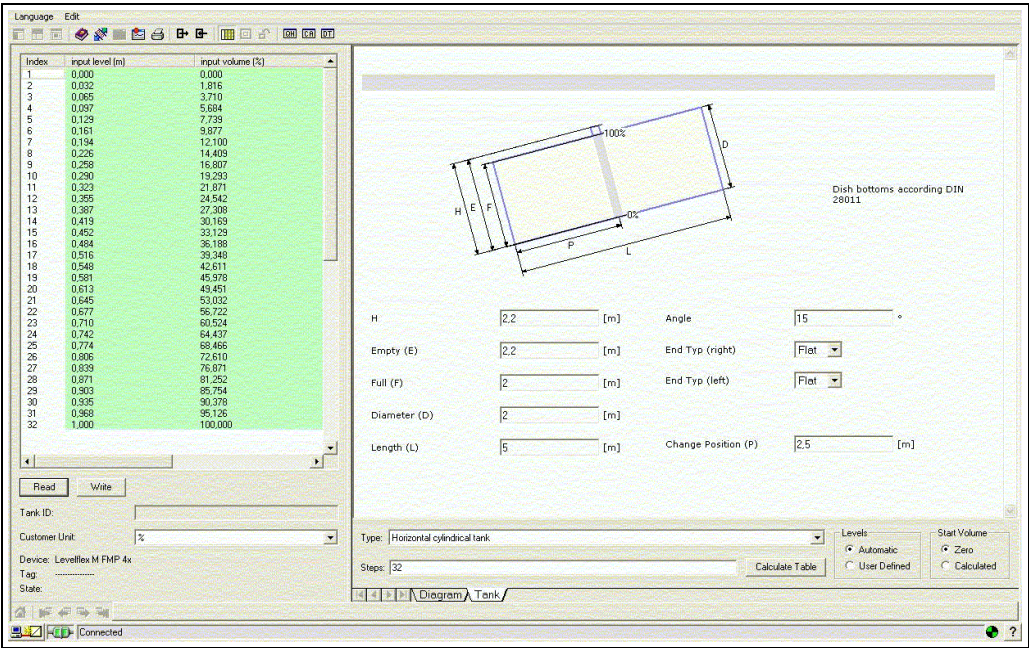 Language Edit
QH CA DT
Index input level (m) input volume (%)
1 0,000 0,000
2 0,032 1,816
3 0,065 3,710
4 0,097 5,684
5 0,129 7,739
6 0,161 9,877
7 0,194 12,100
8 0,226 14,409
9 0,258 16,807
10 0,290 19,293
11 0,323 21,871
12 0,355 24,542
13 0,387 27,308
14 0,419 30,169
15 0,452 33,129
16 0,484 36,188
17 0,516 39,348
18 0,548 42,611
19 0,581 45,978
20 0,613 49,451
21 0,645 53,032
22 0,677 56,722
23 0,710 60,524
24 0,742 64,437
25 0,774 68,466
26 0,806 72,610
27 0,839 76,871
28 0,871 81,252
29 0,903 85,754
30 0,935 90,378
31 0,968 95,126
32 1,000 100,000
Read Write
Tank ID:
Customer Unit: %
Device: Levelflex M FMP 4x
Tag: ---------------
State:
100%
D
H E F
0%
P
L
Dish bottoms according DIN
28011
H 2,2 [m] Angle 15 °
Empty (E) 2,2 [m] End Typ (right) Flat
Full (F) 2 [m] End Typ (left) Flat
Diameter (D) 2 [m]
Length (L) 5 [m] Change Position (P) 2,5 [m]
Type: Horizontal cylindrical tank
Steps: 32 Calculate Table
Levels
Automatic
User Defined
Start Volume
Zero
Calculated
Diagram Tank
Connected
?